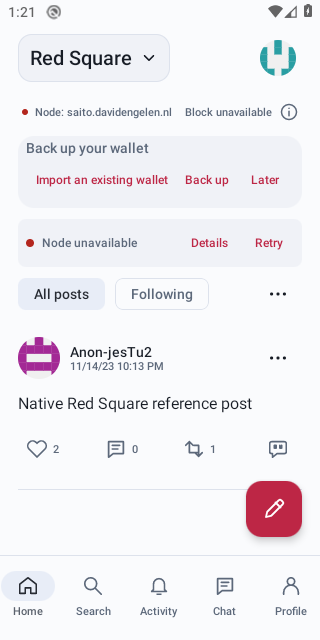 1:21
Red Square
Node: saito.davidengelen.nl Block unavailable
Back up your wallet
Import an existing wallet Back up Later
Node unavailable Details Retry
All posts Following
Anon-jesTu2
11/14/23 10:13 PM
Native Red Square reference post
2 0 1
Home Search Activity Chat Profile